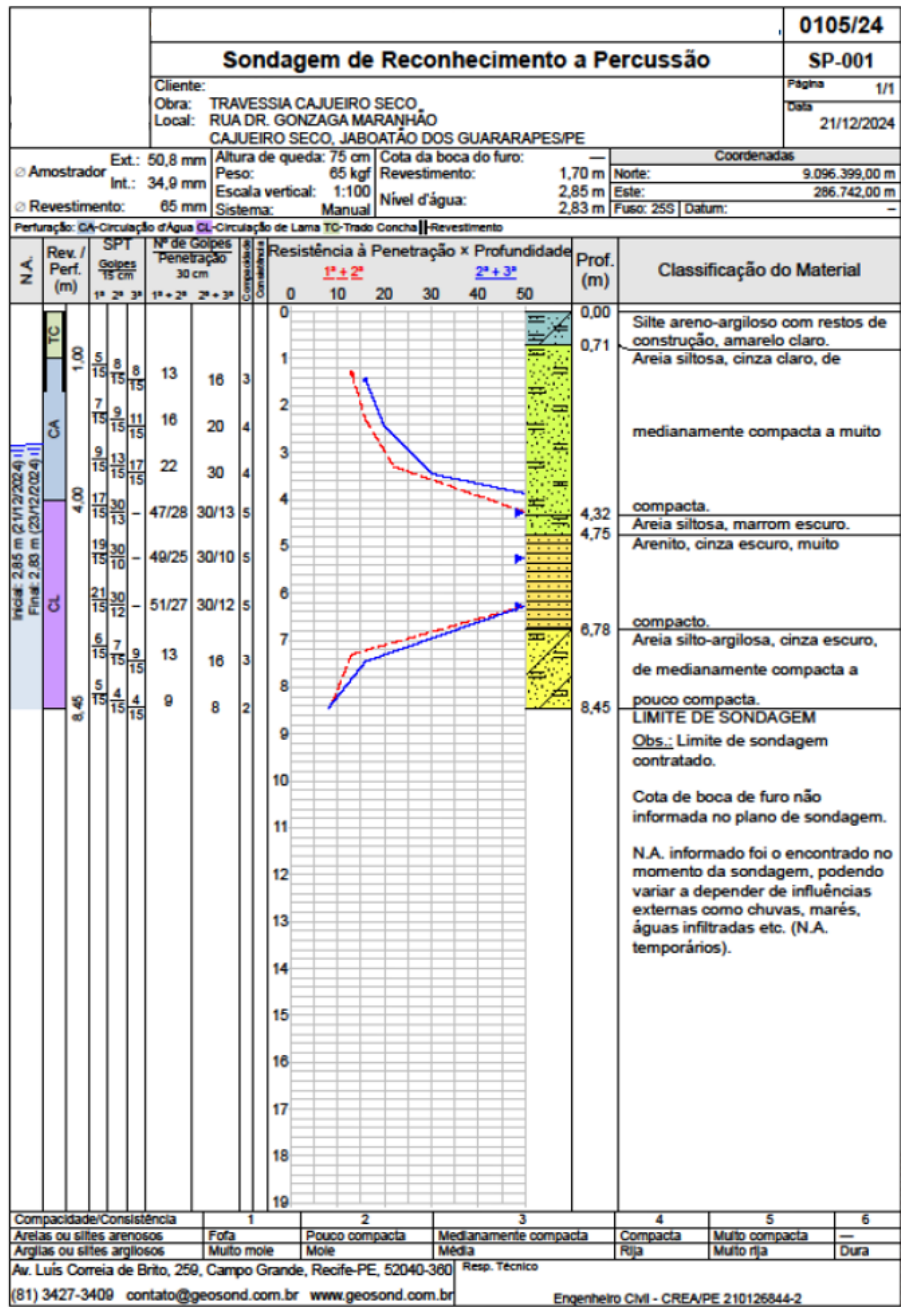 0105/24
Sondagem de Reconhecimento a Percussão
SP-001
Cliente:
Obra: TRAVESSIA CAJUEIRO SECO
Local: RUA DR. GONZAGA MARANHÃO
CAJUEIRO SECO, JABOATÃO DOS GUARARAPES/PE
Página 1/1
Data
21/12/2024
∅ Amostrador Ext.: 50,8 mm
Int.: 34,9 mm
∅ Revestimento: 65 mm
Altura de queda: 75 cm
Peso: 65 kgf
Escala vertical: 1:100
Sistema: Manual
Cota da boca do furo: —
Revestimento: 1,70 m
Nível d'água: 2,85 m
2,83 m
Coordenadas
Norte: 9.096.399,00 m
Este: 286.742,00 m
Fuso: 25S Datum: –
Perfuração: CA-Circulação d'Água CL-Circulação de Lama TC-Trado Concha -Revestimento
N.A.
Rev. / Perf. (m)
SPT
Golpes
15 cm
1ª 2ª 3ª
Nº de Golpes
Penetração
30 cm
1ª + 2ª 2ª + 3ª
Compacidade
Consistência
Resistência à Penetração × Profundidade
1ª + 2ª 2ª + 3ª
0 10 20 30 40 50
Prof. (m)
Classificação do Material
Inicial: 2,85 m (21/12/2024)
Final: 2,83 m (23/12/2024)
TC
1,00
CA
4,00
CL
8,45
5/15 8/15 8/15 13 16 3
7/15 9/15 11/15 16 20 4
9/15 13/15 17/15 22 30 4
17/15 30/13 – 47/28 30/13 5
19/15 30/10 – 49/25 30/10 5
21/15 30/12 – 51/27 30/12 5
6/15 7/15 9/15 13 16 3
5/15 4/15 4/15 9 8 2
0
1
2
3
4
5
6
7
8
9
10
11
12
13
14
15
16
17
18
19
0,00
Silte areno-argiloso com restos de
construção, amarelo claro.
0,71
Areia siltosa, cinza claro, de
medianamente compacta a muito
compacta.
4,32
Areia siltosa, marrom escuro.
4,75
Arenito, cinza escuro, muito
compacto.
6,78
Areia silto-argilosa, cinza escuro,
de medianamente compacta a
pouco compacta.
8,45
LIMITE DE SONDAGEM
Obs.: Limite de sondagem
contratado.
Cota de boca de furo não
informada no plano de sondagem.
N.A. informado foi o encontrado no
momento da sondagem, podendo
variar a depender de influências
externas como chuvas, marés,
águas infiltradas etc. (N.A.
temporários).
Compacidade/Consistência 1 2 3 4 5 6
Areias ou siltes arenosos Fofa Pouco compacta Medianamente compacta Compacta Muito compacta —
Argilas ou siltes argilosos Muito mole Mole Média Rija Muito rija Dura
Av. Luís Correia de Brito, 259, Campo Grande, Recife-PE, 52040-360
(81) 3427-3409 contato@geosond.com.br www.geosond.com.br
Resp. Técnico
Engenheiro Civil - CREA/PE 210126844-2